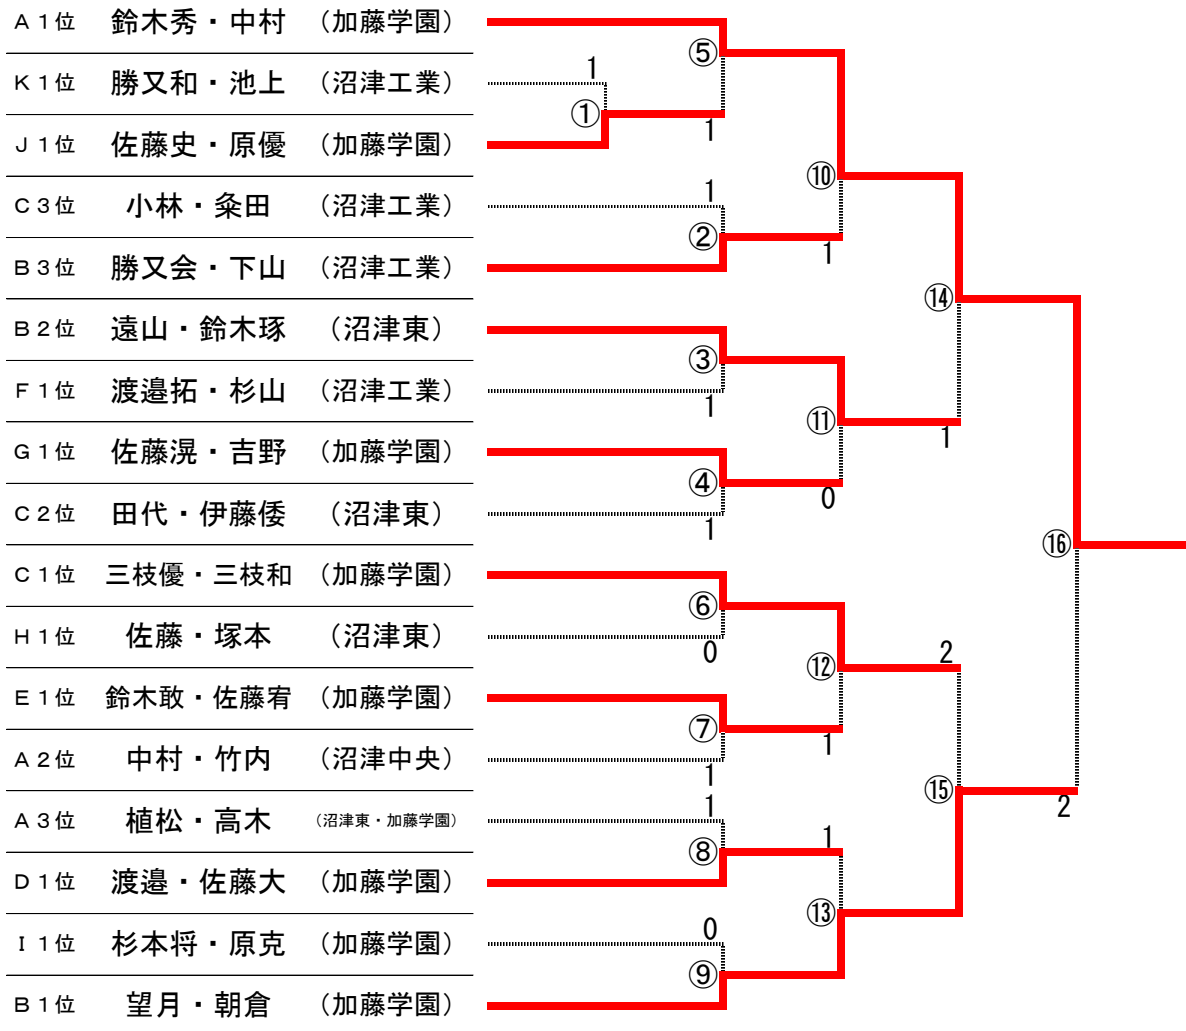 A1位 鈴木秀・中村 (加藤学園)
K1位 勝又和・池上 (沼津工業)
J1位 佐藤史・原優 (加藤学園)
C3位 小林・粂田 (沼津工業)
B3位 勝又会・下山 (沼津工業)
B2位 遠山・鈴木琢 (沼津東)
F1位 渡邉拓・杉山 (沼津工業)
G1位 佐藤滉・吉野 (加藤学園)
C2位 田代・伊藤倭 (沼津東)
C1位 三枝優・三枝和 (加藤学園)
H1位 佐藤・塚本 (沼津東)
E1位 鈴木敢・佐藤宥 (加藤学園)
A2位 中村・竹内 (沼津中央)
A3位 植松・高木 (沼津東・加藤学園)
D1位 渡邉・佐藤大 (加藤学園)
I1位 杉本将・原克 (加藤学園)
B1位 望月・朝倉 (加藤学園)
⑤
1
①
1
1
⑩
②
1
⑭
③
1
⑪
1
④
0
1
⑯
⑥
0
2
⑫
⑦
1
1
⑮
2
1
⑧
1
⑬
0
⑨